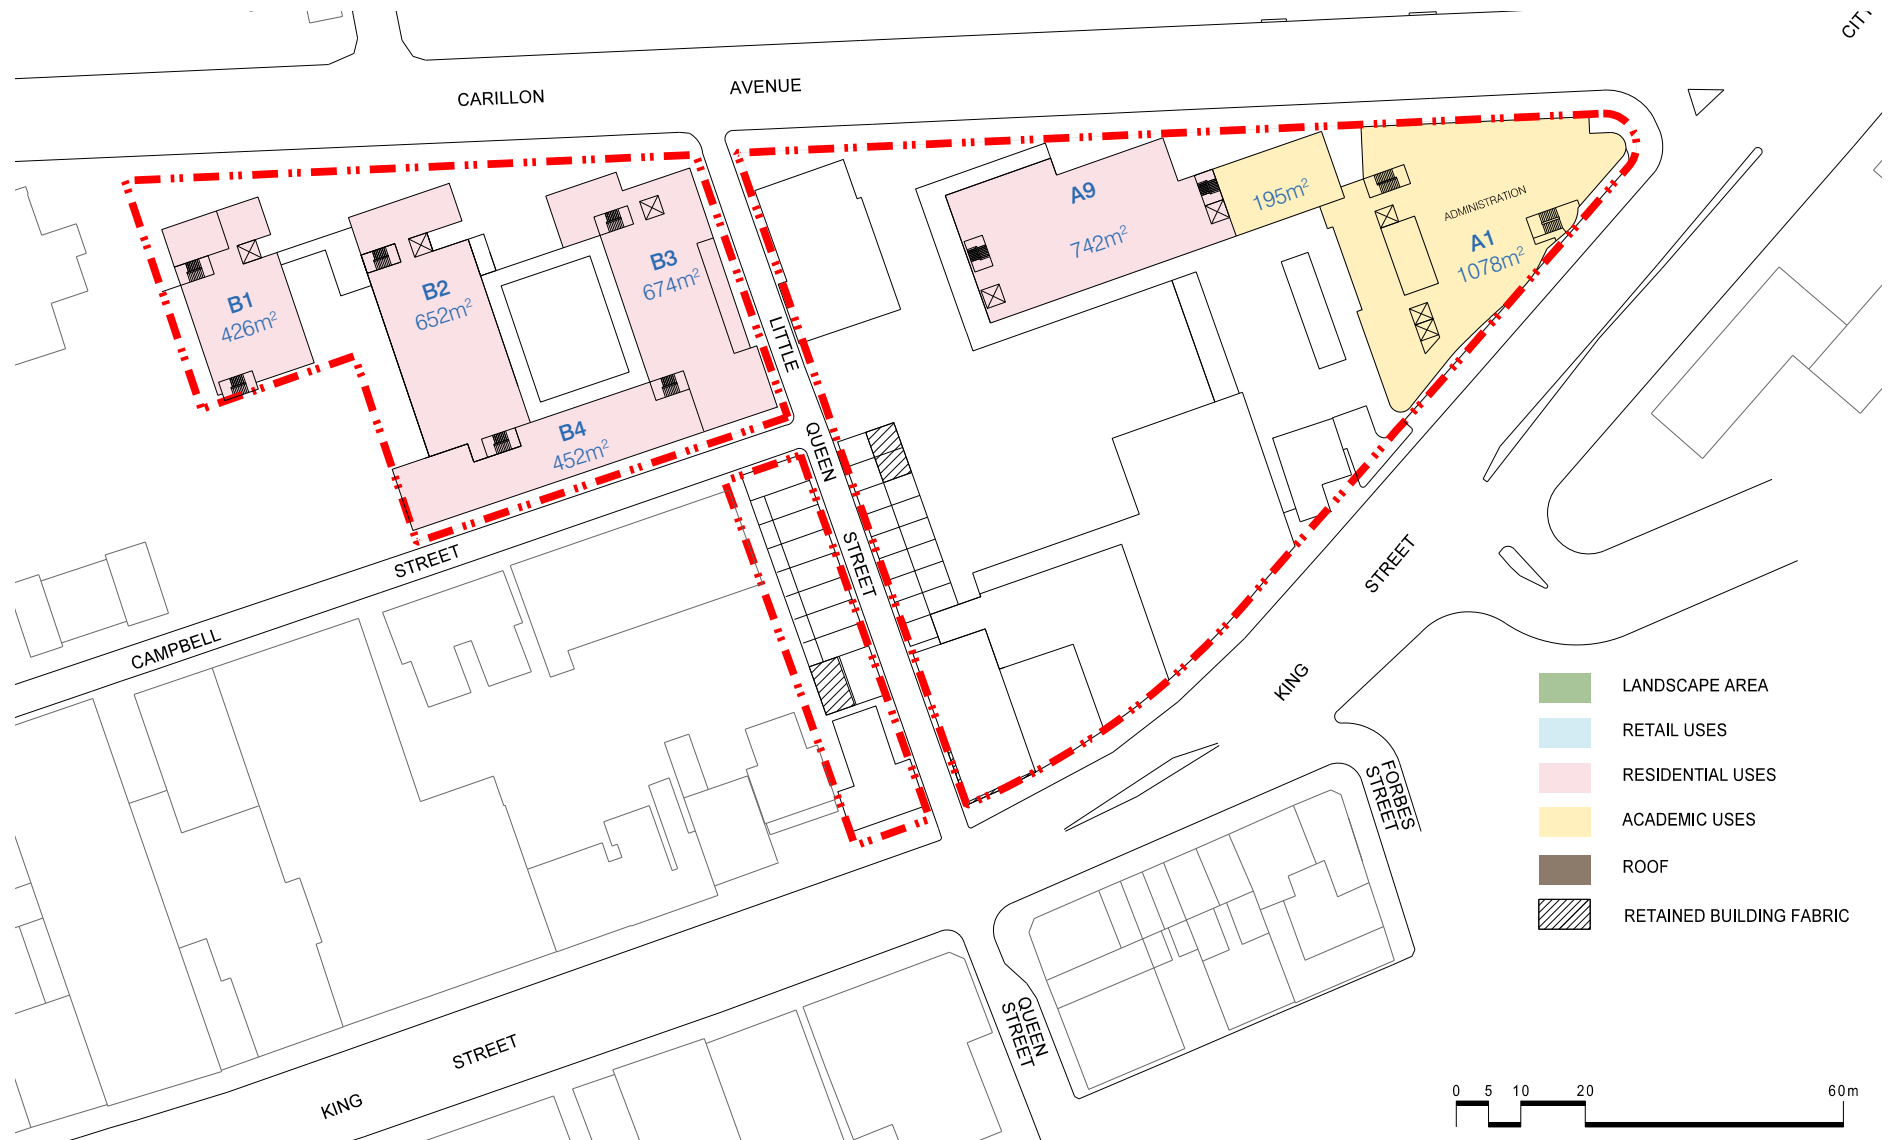 CITY
CARILLON
AVENUE
B1
426m²
B2
652m²
B3
674m²
B4
452m²
A9
742m²
195m²
ADMINISTRATION
A1
1078m²
LITTLE
QUEEN
STREET
CAMPBELL
STREET
KING
STREET
KING
STREET
FORBES
STREET
QUEEN
STREET
LANDSCAPE AREA
RETAIL USES
RESIDENTIAL USES
ACADEMIC USES
ROOF
RETAINED BUILDING FABRIC
0 5 10 20 60m